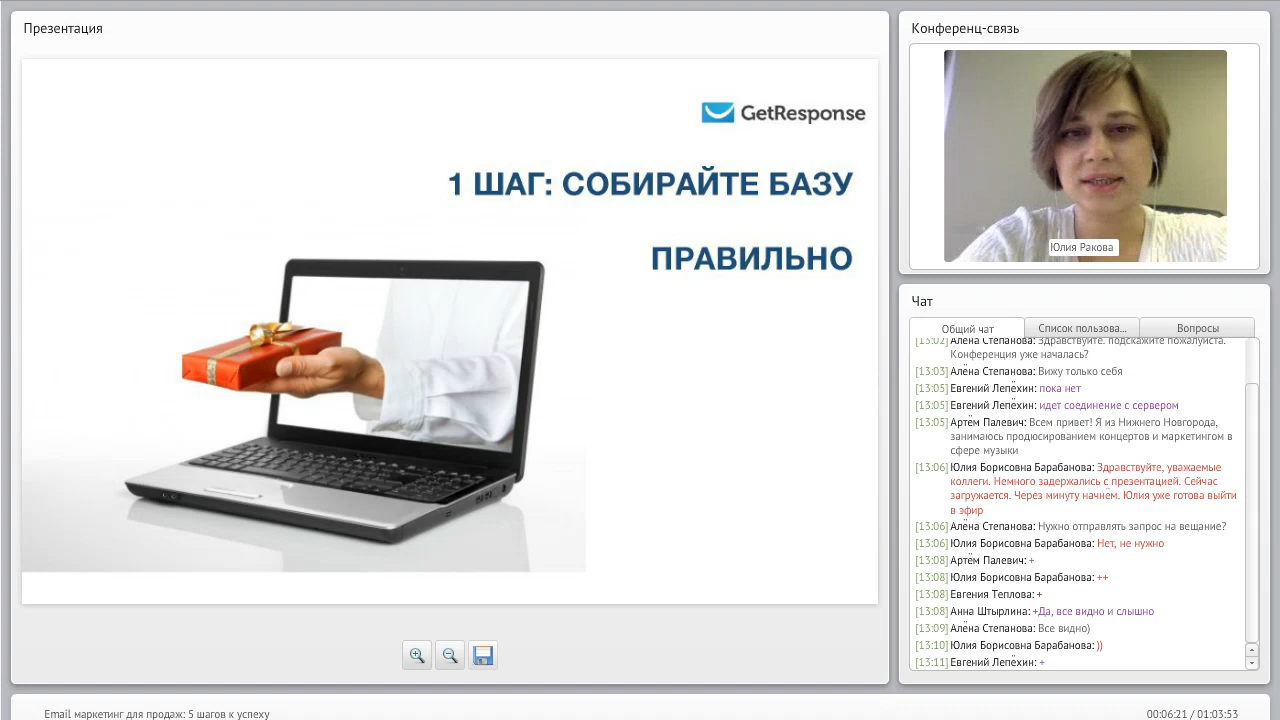 Презентация
GetResponse
1 ШАГ: СОБИРАЙТЕ БАЗУ
ПРАВИЛЬНО
Конференц-связь
Юлия Ракова
Чат
Общий чат
Список пользова...
Вопросы
[13:02] Алёна Степанова: Здравствуйте. подскажите пожалуйста.
Конференция уже началась?
[13:03] Алёна Степанова: Вижу только себя
[13:05] Евгений Лепёхин: пока нет
[13:05] Евгений Лепёхин: идет соединение с сервером
[13:05] Артём Палевич: Всем привет! Я из Нижнего Новгорода,
занимаюсь продюсированием концертов и маркетингом в
сфере музыки
[13:06] Юлия Борисовна Барабанова: Здравствуйте, уважаемые
коллеги. Немного задержались с презентацией. Сейчас
загружается. Через минуту начнём. Юлия уже готова выйти
в эфир
[13:06] Алёна Степанова: Нужно отправлять запрос на вещание?
[13:06] Юлия Борисовна Барабанова: Нет, не нужно
[13:08] Артём Палевич: +
[13:08] Юлия Борисовна Барабанова: ++
[13:08] Евгения Теплова: +
[13:08] Анна Штырлина: +Да, все видно и слышно
[13:09] Алёна Степанова: Все видно)
[13:10] Юлия Борисовна Барабанова: ))
[13:11] Евгений Лепёхин: +
Email маркетинг для продаж: 5 шагов к успеху
00:06:21 / 01:03:53